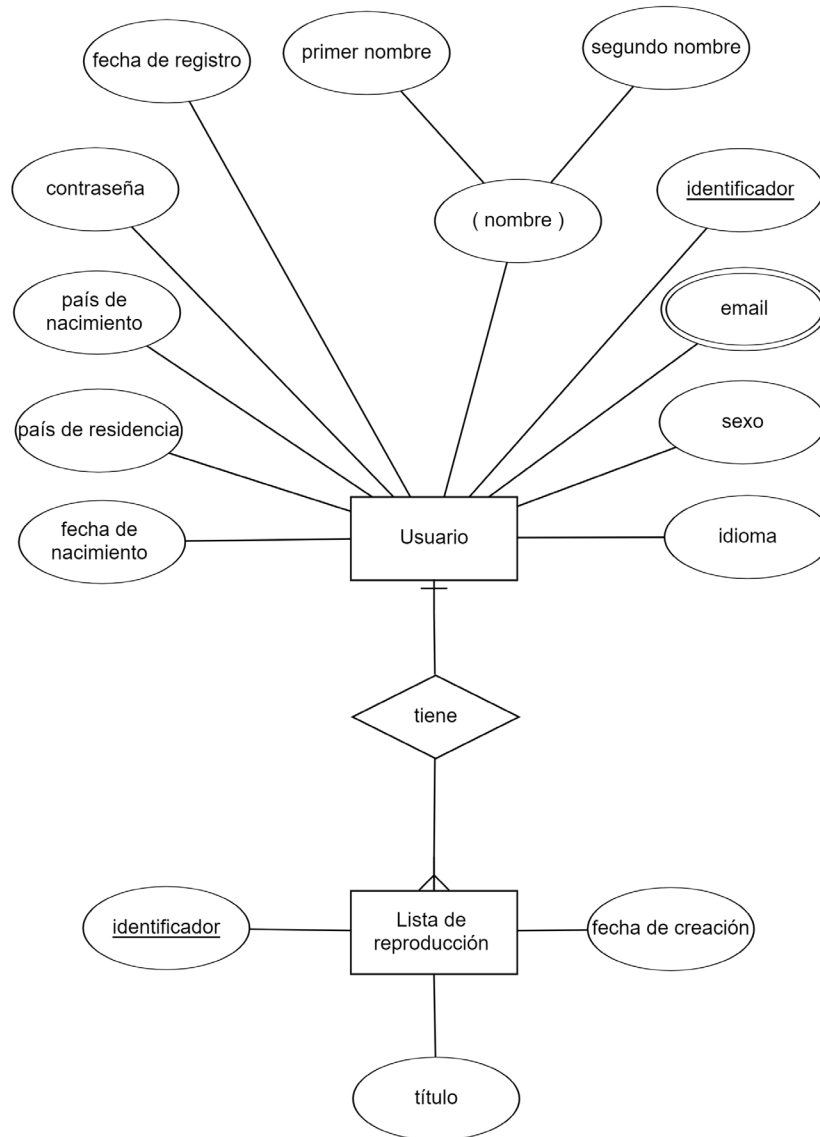 segundo nombre
primer nombre
fecha de registro
contraseña
identificador
( nombre )
país de
nacimiento
email
país de residencia
sexo
fecha de
nacimiento
Usuario
idioma
tiene
identificador
Lista de
reproducción
fecha de creación
título